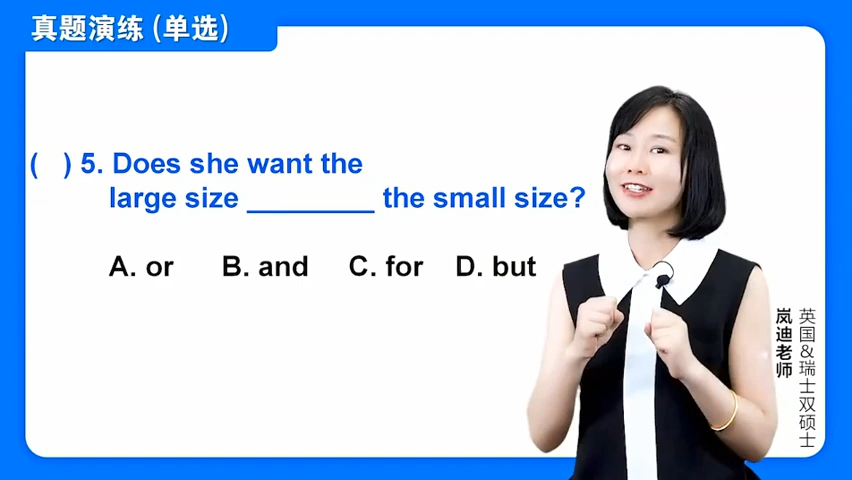 真题演练 (单选)
( ) 5. Does she want the
large size ________ the small size?
A. or B. and C. for D. but
英国&瑞士双硕士
岚迪老师